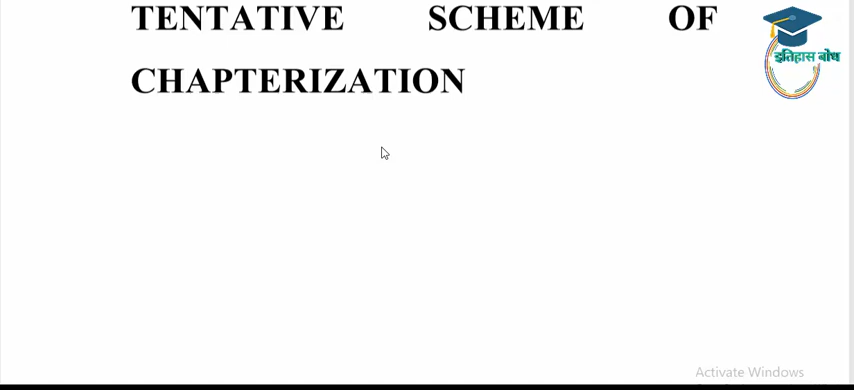 TENTATIVE SCHEME OF
CHAPTERIZATION
इतिहास बोध
Activate Windows